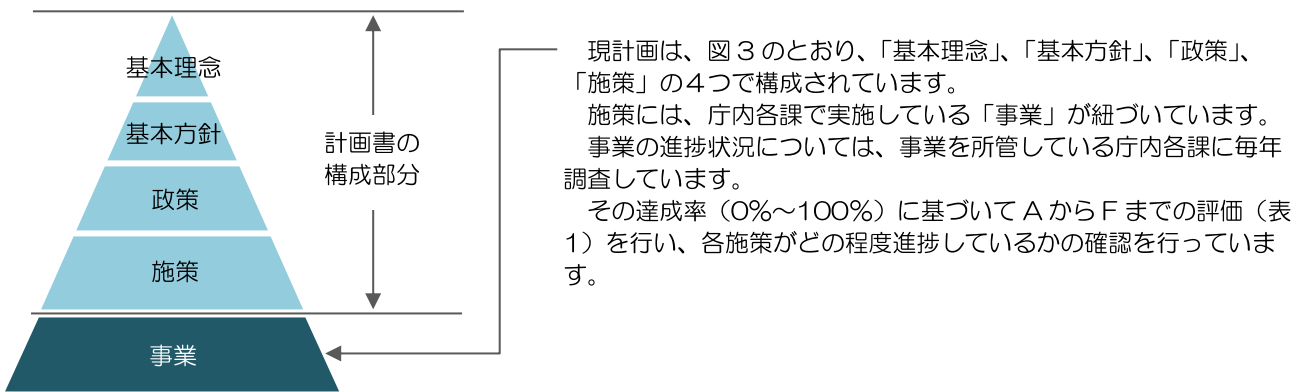 基本理念
基本方針
政策
施策
事業
計画書の
構成部分
現計画は、図３のとおり、「基本理念」、「基本方針」、「政策」、
「施策」の４つで構成されています。
施策には、庁内各課で実施している「事業」が紐づいています。
事業の進捗状況については、事業を所管している庁内各課に毎年
調査しています。
その達成率（0％～100％）に基づいてＡからＦまでの評価（表
1）を行い、各施策がどの程度進捗しているかの確認を行っていま
す。